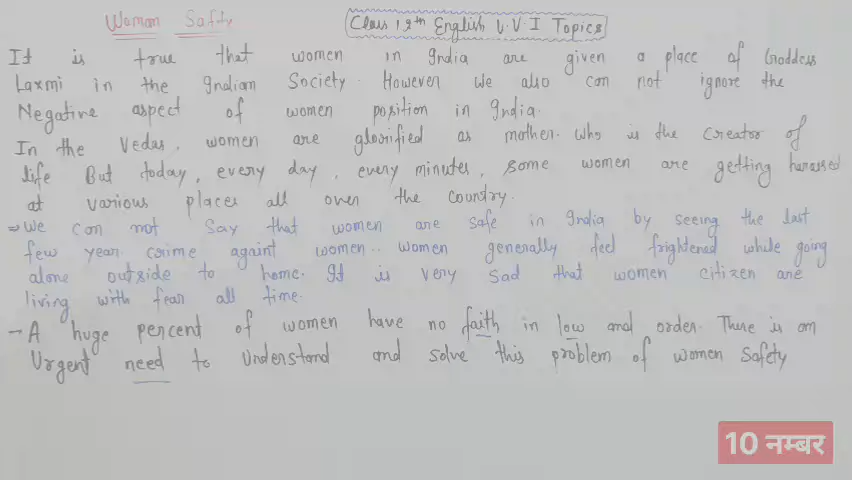 Woman Safty
Class 12th English V.V.I Topics
It is true that women in India are given a place of Goddess
Laxmi in the Indian Society. However we also can not ignore the
Negative aspect of women position in India.
In the Vedas, women are glorified as mother. who is the creator of
life But today, every day, every minutes, some women are getting harassed
at various places all over the country.
→ we can not say that women are safe in India by seeing the last
few year crime againt women.. women generally feel frightened while going
alone outside to home. It is very sad that women citizen are
living with fear all time.
- A huge percent of women have no faith in low and order. There is an
Urgent need to Understand and solve this problem of women Safety
10 नम्बर